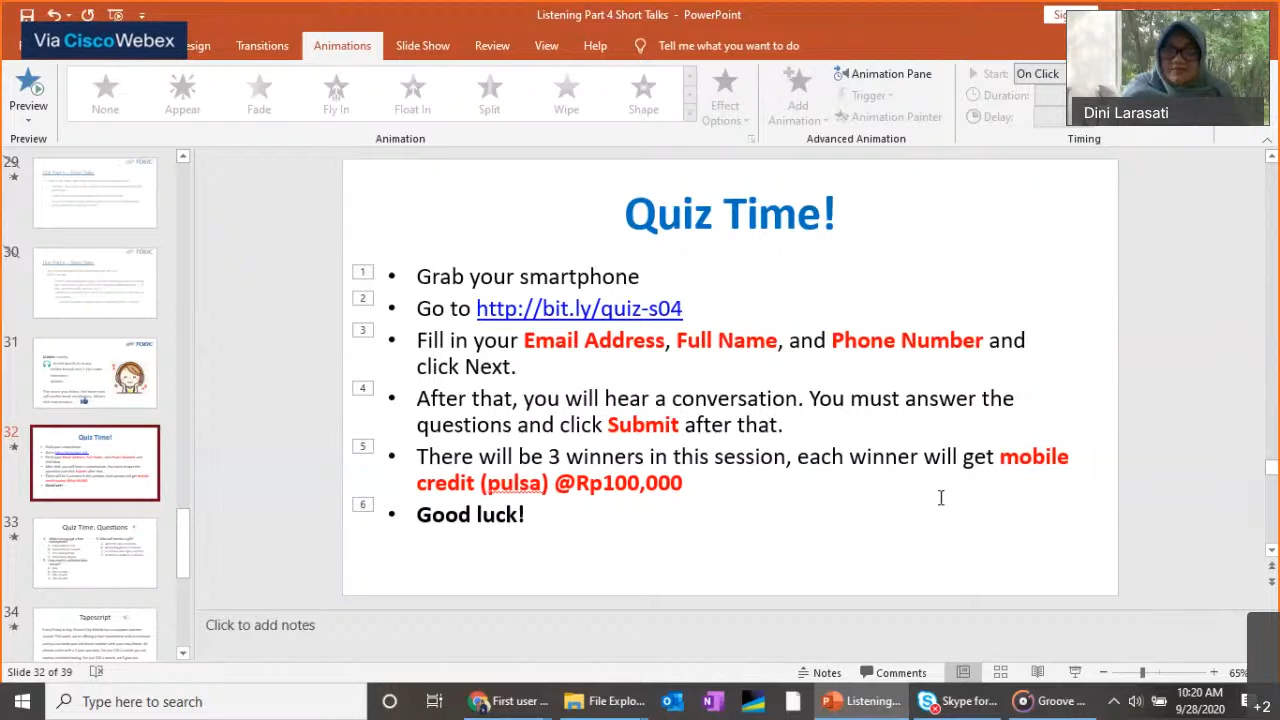 Listening Part 4 Short Talks - PowerPoint
Via Cisco Webex
Transitions Animations Slide Show Review View Help Tell me what you want to do
Preview None Appear Fade Fly In Float In Split Wipe Shape Effect Options Add Animation Animation Pane Trigger Animation Painter Start: On Click Duration: Delay:
Preview Animation Advanced Animation Timing
Dini Larasati
29
30
31
32
33
34
Quiz Time!
Quiz Time: Questions
Tapescript
Quiz Time!
1 • Grab your smartphone
2 • Go to http://bit.ly/quiz-s04
3 • Fill in your Email Address, Full Name, and Phone Number and
click Next.
4 • After that, you will hear a conversation. You must answer the
questions and click Submit after that.
5 • There will be 3 winners in this session, each winner will get mobile
credit (pulsa) @Rp100,000
6 • Good luck!
Click to add notes
Slide 32 of 39 Notes Comments 65%
Type here to search First user ... File Explo... Listening... Skype for... Groove ... 10:20 AM
9/28/2020
+2